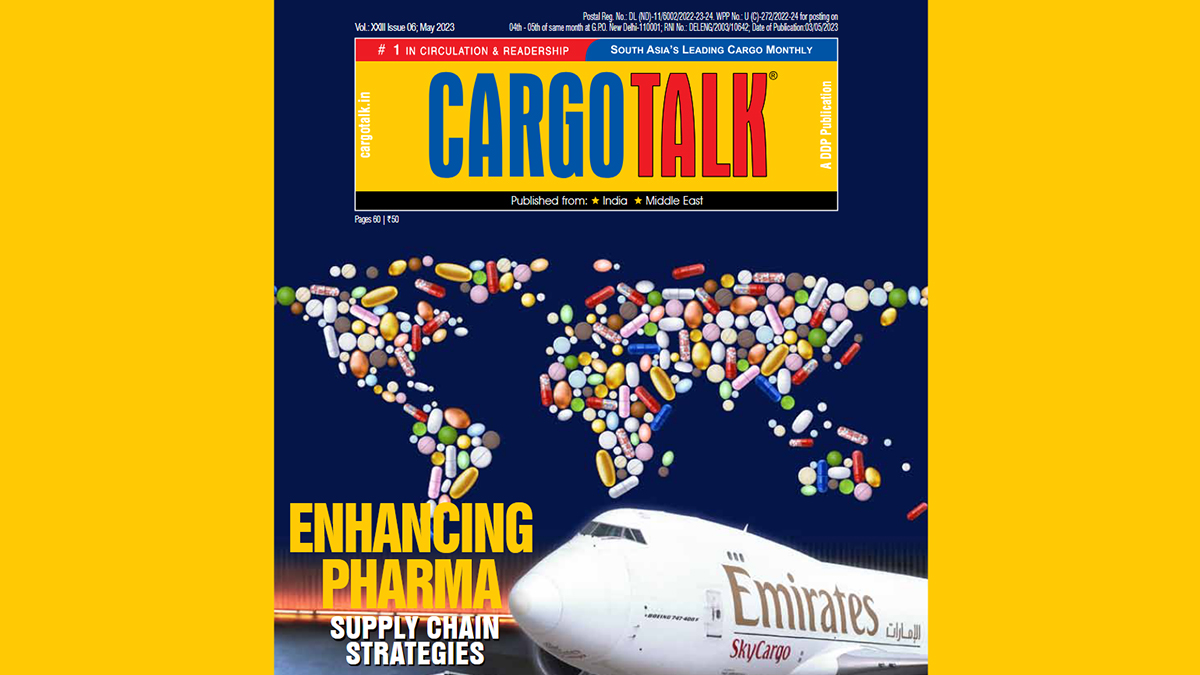 Postal Reg. No.: DL (ND)-11/6002/2022-23-24. WPP No.: U (C)-272/2022-24 for posting on
Vol.: XXIII Issue 06; May 2023
04th - 05th of same month at G.P.O. New Delhi-110001; RNI No.: DELENG/2003/10642; Date of Publication:03/05/2023
# 1 IN CIRCULATION & READERSHIP
SOUTH ASIA'S LEADING CARGO MONTHLY
cargotalk.in
CARGOTALK®
A DDP Publication
Published from: ★ India ★ Middle East
Pages 60 | ₹50
ENHANCING
PHARMA
SUPPLY CHAIN
STRATEGIES
BOEING 747-400F
Emirates
الإمارات
SkyCargo